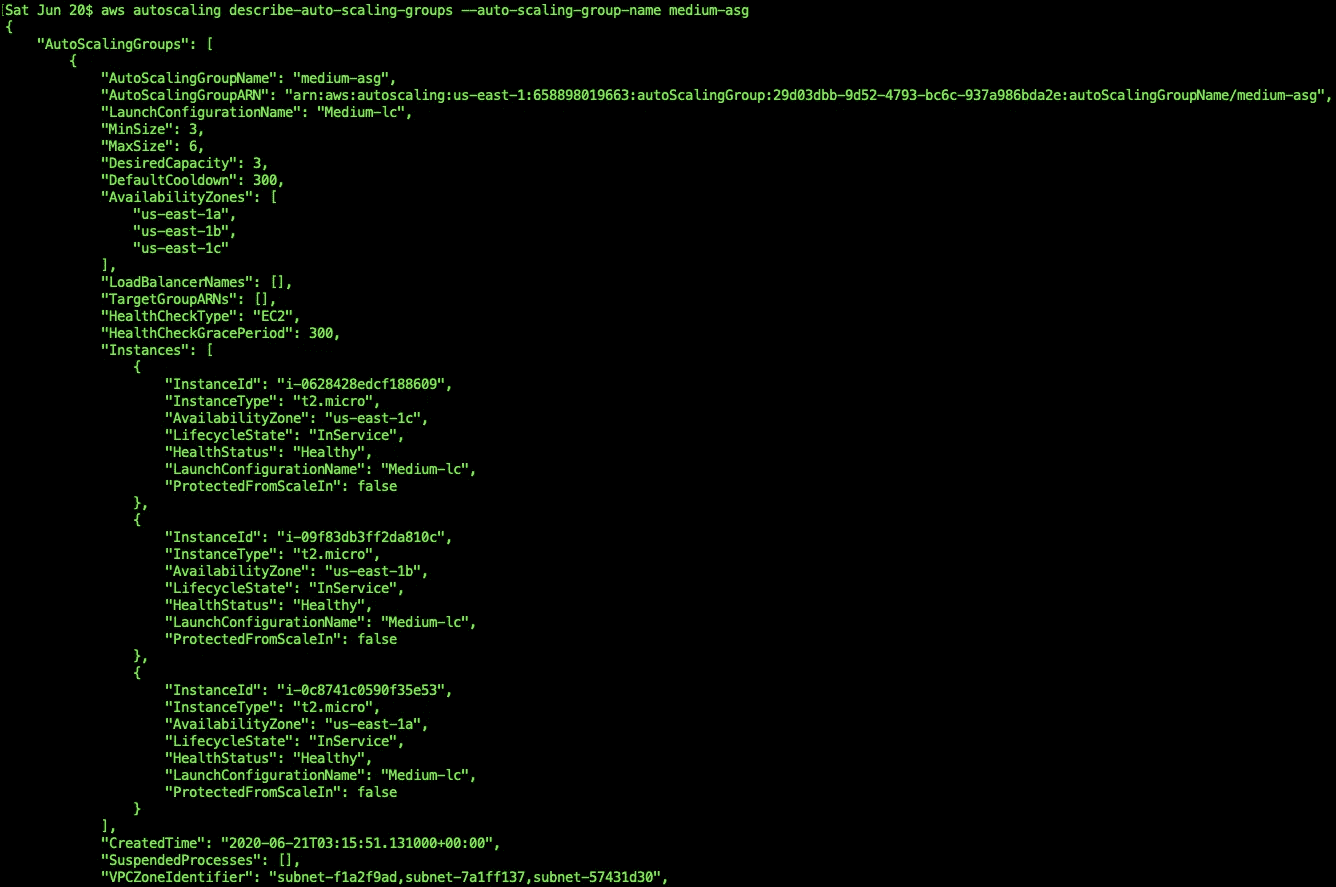 [Sat Jun 20$ aws autoscaling describe-auto-scaling-groups --auto-scaling-group-name medium-asg
{
    "AutoScalingGroups": [
        {
            "AutoScalingGroupName": "medium-asg",
            "AutoScalingGroupARN": "arn:aws:autoscaling:us-east-1:658898019663:autoScalingGroup:29d03dbb-9d52-4793-bc6c-937a986bda2e:autoScalingGroupName/medium-asg",
            "LaunchConfigurationName": "Medium-lc",
            "MinSize": 3,
            "MaxSize": 6,
            "DesiredCapacity": 3,
            "DefaultCooldown": 300,
            "AvailabilityZones": [
                "us-east-1a",
                "us-east-1b",
                "us-east-1c"
            ],
            "LoadBalancerNames": [],
            "TargetGroupARNs": [],
            "HealthCheckType": "EC2",
            "HealthCheckGracePeriod": 300,
            "Instances": [
                {
                    "InstanceId": "i-0628428edcf188609",
                    "InstanceType": "t2.micro",
                    "AvailabilityZone": "us-east-1c",
                    "LifecycleState": "InService",
                    "HealthStatus": "Healthy",
                    "LaunchConfigurationName": "Medium-lc",
                    "ProtectedFromScaleIn": false
                },
                {
                    "InstanceId": "i-09f83db3ff2da810c",
                    "InstanceType": "t2.micro",
                    "AvailabilityZone": "us-east-1b",
                    "LifecycleState": "InService",
                    "HealthStatus": "Healthy",
                    "LaunchConfigurationName": "Medium-lc",
                    "ProtectedFromScaleIn": false
                },
                {
                    "InstanceId": "i-0c8741c0590f35e53",
                    "InstanceType": "t2.micro",
                    "AvailabilityZone": "us-east-1a",
                    "LifecycleState": "InService",
                    "HealthStatus": "Healthy",
                    "LaunchConfigurationName": "Medium-lc",
                    "ProtectedFromScaleIn": false
                }
            ],
            "CreatedTime": "2020-06-21T03:15:51.131000+00:00",
            "SuspendedProcesses": [],
            "VPCZoneIdentifier": "subnet-f1a2f9ad,subnet-7a1ff137,subnet-57431d30",